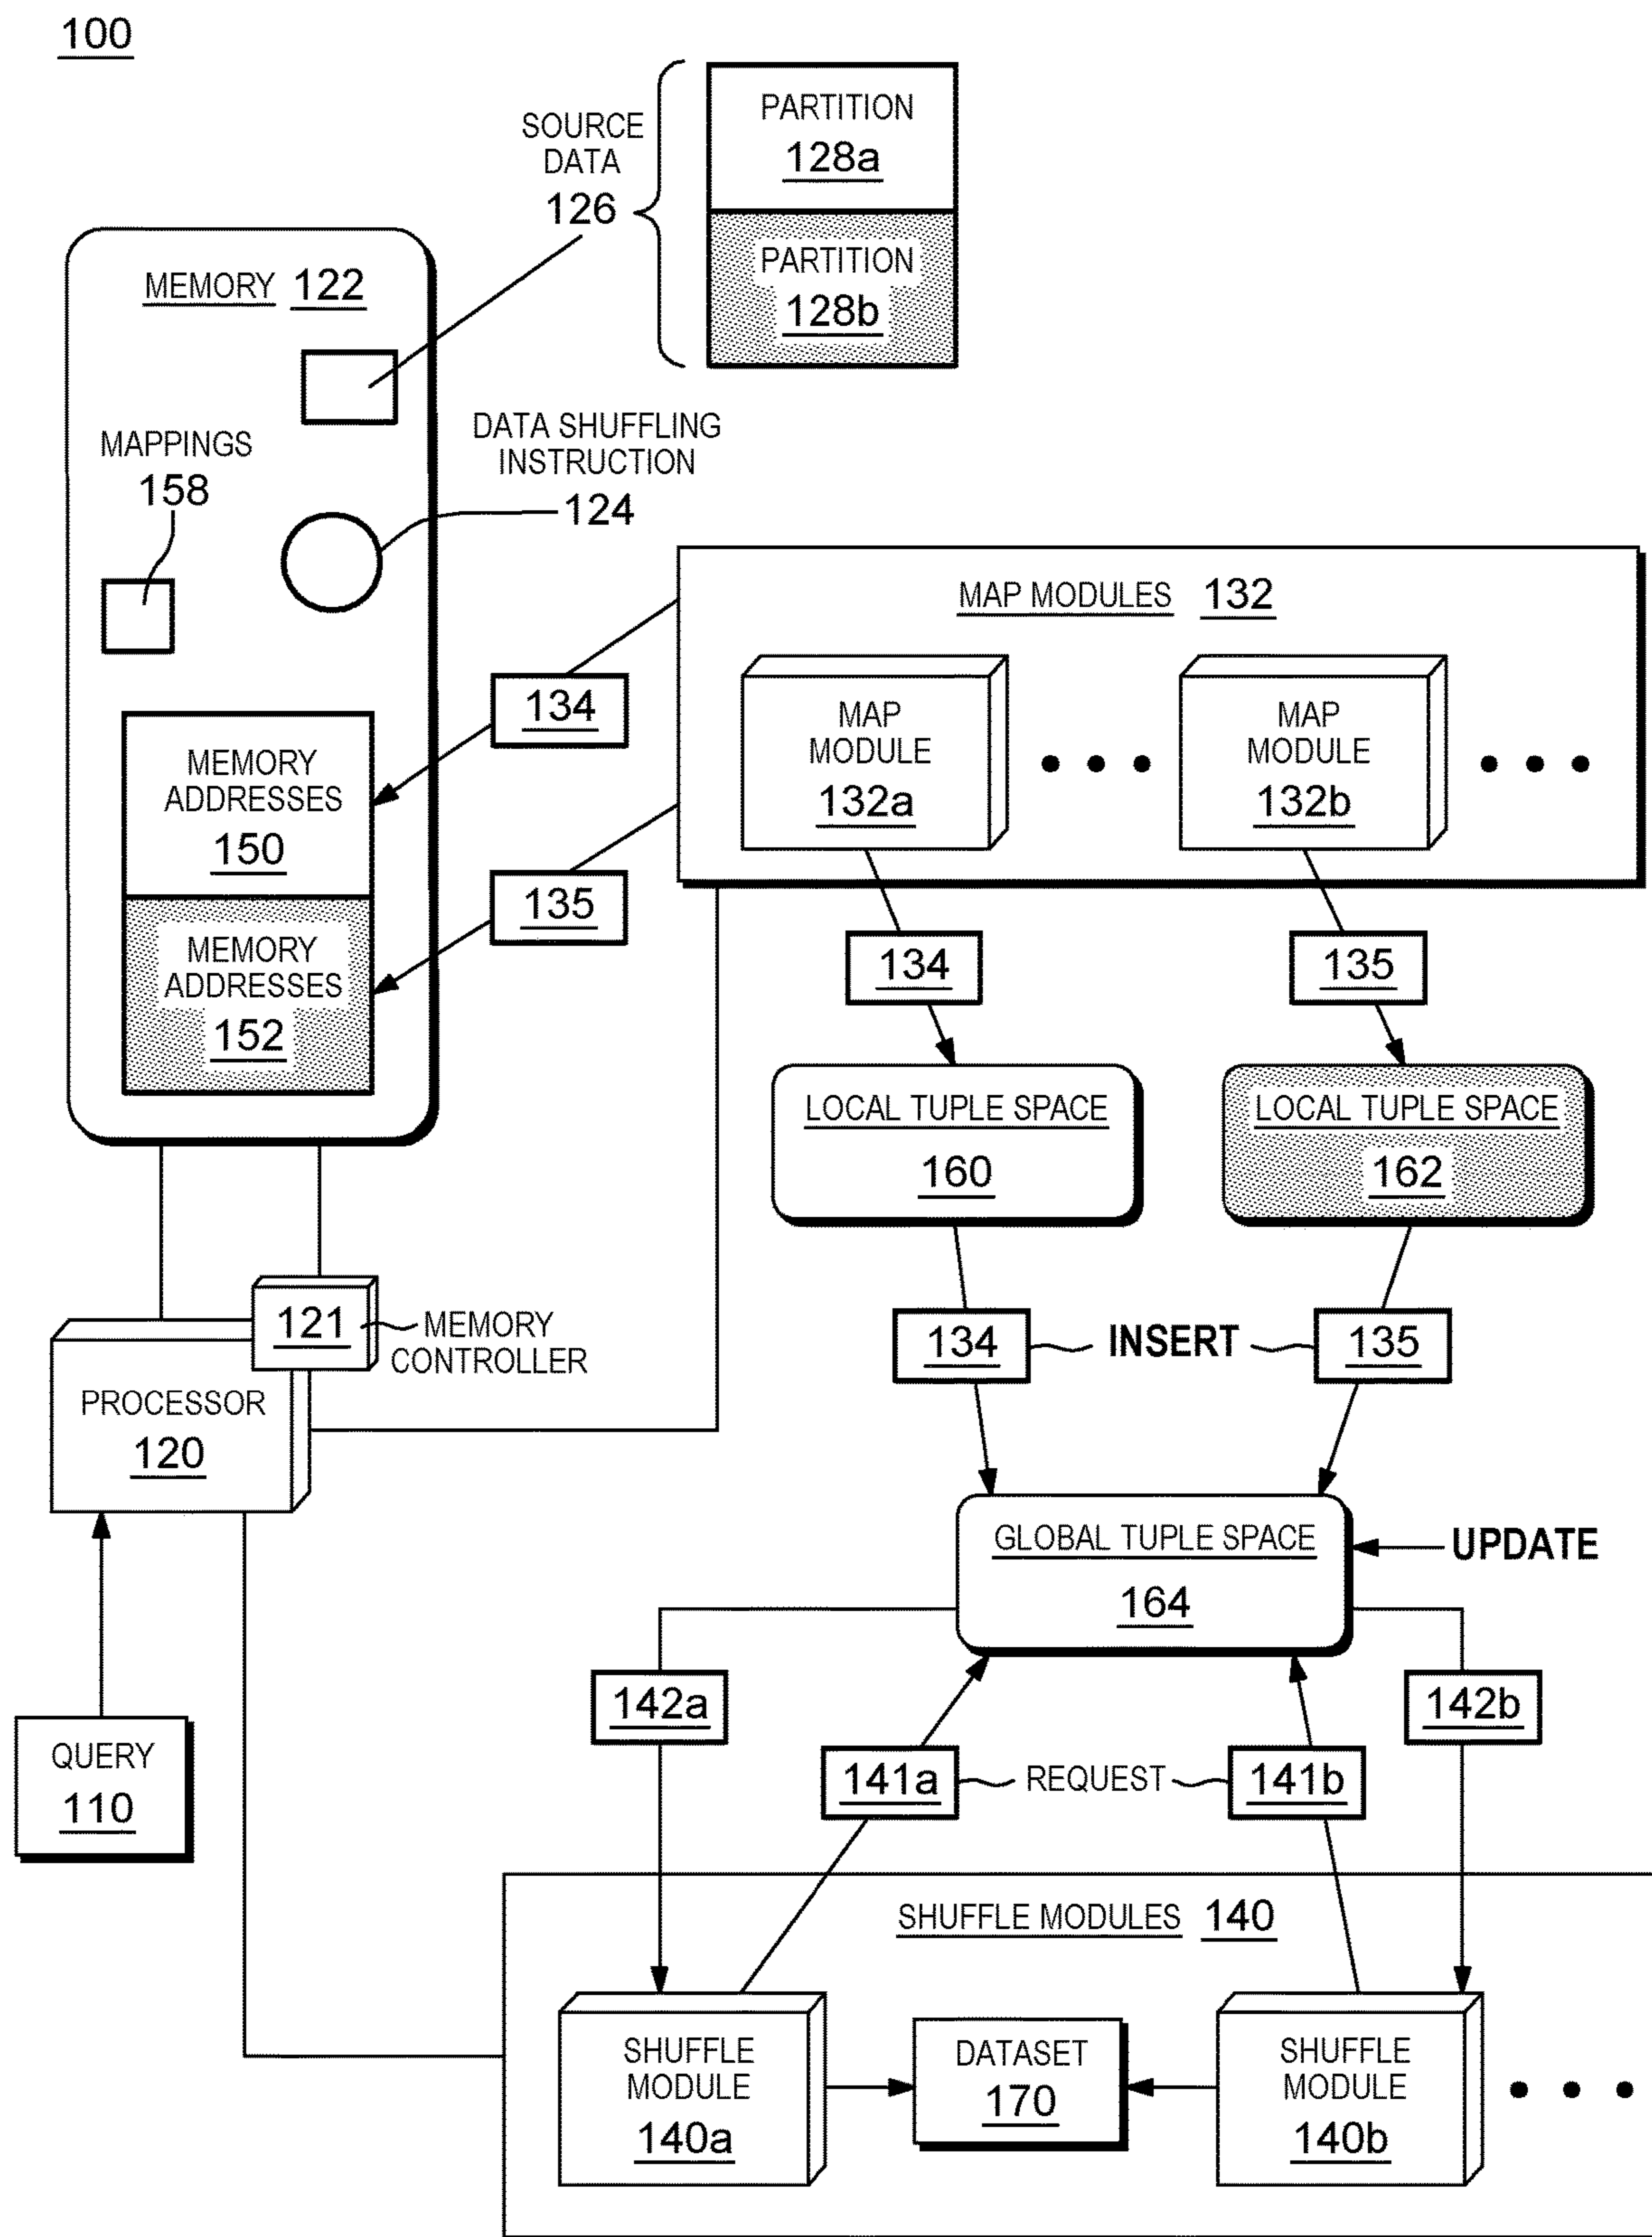 100
PARTITION
128a
SOURCE
DATA
126
PARTITION
128b
MEMORY 122
DATA SHUFFLING
INSTRUCTION
124
MAPPINGS
158
MAP MODULES 132
134
MAP
MODULE
132a
MAP
MODULE
132b
MEMORY
ADDRESSES
150
135
MEMORY
ADDRESSES
152
134
135
LOCAL TUPLE SPACE
160
LOCAL TUPLE SPACE
162
121
MEMORY
CONTROLLER
134
INSERT
135
PROCESSOR
120
GLOBAL TUPLE SPACE
164
UPDATE
142a
142b
QUERY
110
141a
REQUEST
141b
SHUFFLE MODULES 140
SHUFFLE
MODULE
140a
DATASET
170
SHUFFLE
MODULE
140b